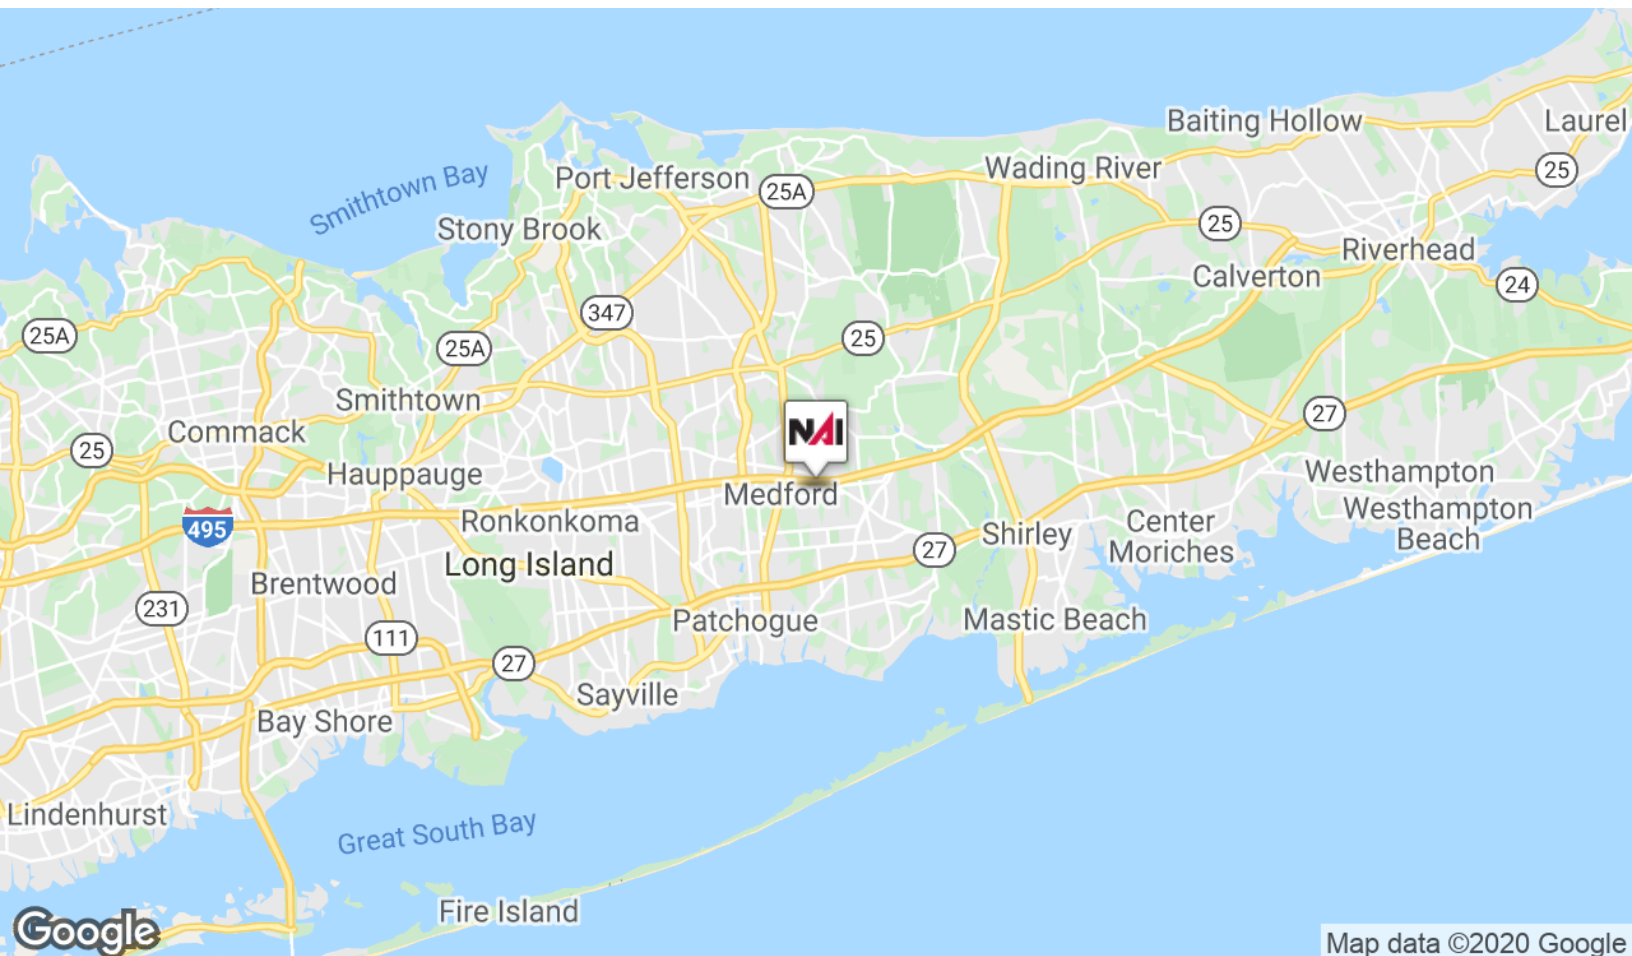 Baiting Hollow
Laurel
Wading River
25
Smithtown Bay
Port Jefferson
25A
Stony Brook
25
Riverhead
Calverton
24
347
25A
25A
25
Smithtown
NAI
27
Commack
25
Hauppauge
Westhampton
Medford
Westhampton
Beach
495
Ronkonkoma
Center
Moriches
Shirley
27
Long Island
Brentwood
231
Patchogue
Mastic Beach
111
27
Sayville
Bay Shore
Lindenhurst
Great South Bay
Fire Island
Google
Map data ©2020 Google